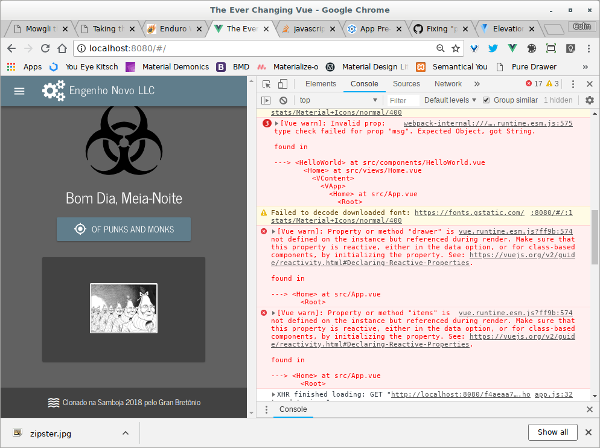 The Ever Changing Vue - Google Chrome
Mowgli t
Taking th
Enduro
The Ever
javascrip
App Prec
Fixing "p
Elevation
Colin
localhost:8080/#/
Apps
You Eye Kitsch
Material Demonics
BMD
Materialize-o
Material Design Li
Semantical You
Pure Drawer
»
Engenho Novo LLC
Bom Dia, Meia-Noite
OF PUNKS AND MONKS
Clonado na Samboja 2018 pelo Gran Bretônio
Elements
Console
Sources
Network
»
17
3
top
Filter
Default levels
Group similar
1 hidden
stats/Material+Icons/normal/400
3
[Vue warn]: Invalid prop: webpack-internal:///….runtime.esm.js:575
type check failed for prop "msg". Expected Object, got String.
found in
---> <HelloWorld> at src/components/HelloWorld.vue
<Home> at src/views/Home.vue
<VContent>
<VApp>
<Home> at src/App.vue
<Root>
Failed to decode downloaded font: https://fonts.gstatic.com/ :8080/#/:1
stats/Material+Icons/normal/400
[Vue warn]: Property or method "drawer" is vue.runtime.esm.js?ff9b:574
not defined on the instance but referenced during render. Make sure that
this property is reactive, either in the data option, or for class-based
components, by initializing the property. See: https://vuejs.org/v2/guid
e/reactivity.html#Declaring-Reactive-Properties.
found in
---> <Home> at src/App.vue
<Root>
[Vue warn]: Property or method "items" is vue.runtime.esm.js?ff9b:574
not defined on the instance but referenced during render. Make sure that
this property is reactive, either in the data option, or for class-based
components, by initializing the property. See: https://vuejs.org/v2/guid
e/reactivity.html#Declaring-Reactive-Properties.
found in
---> <Home> at src/App.vue
<Root>
XHR finished loading: GET "http://localhost:8080/f4aeaa7….ho app.js:32
Console
zipster.jpg
Show all